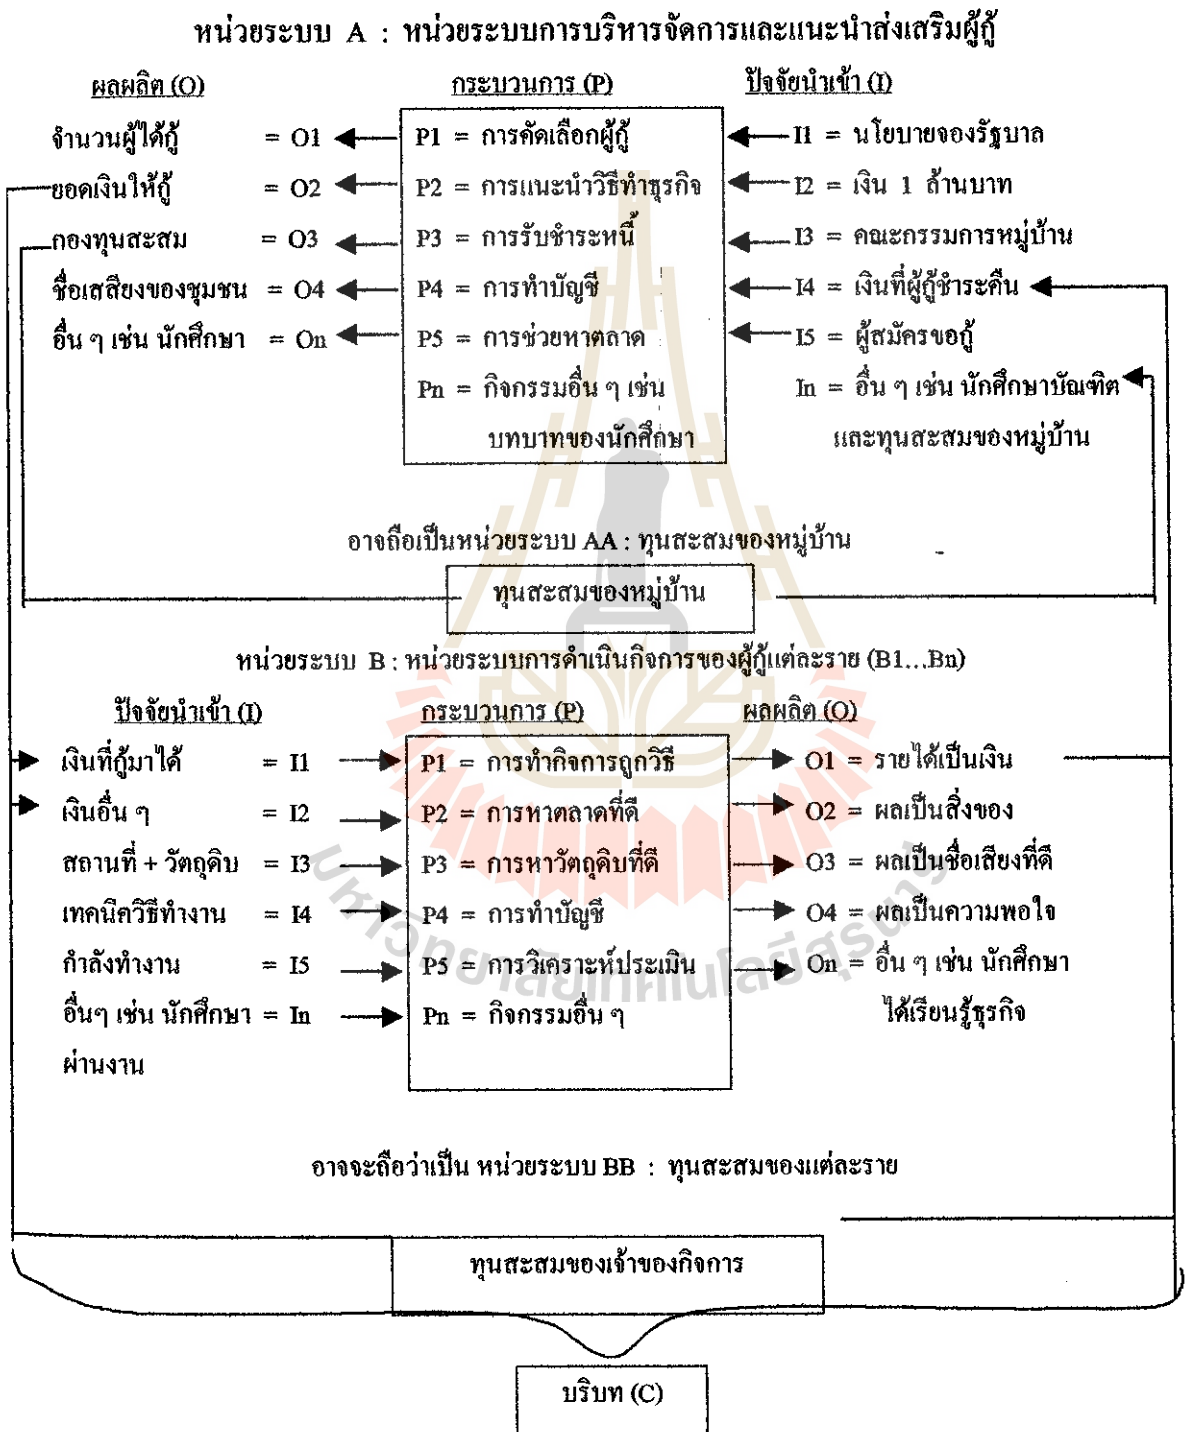 หน่วยระบบ A : หน่วยระบบการบริหารจัดการและแนะนำส่งเสริมผู้กู้
ผลผลิต (O) กระบวนการ (P) ปัจจัยนำเข้า (I)
จำนวนผู้ได้กู้ = O1 P1 = การคัดเลือกผู้กู้ I1 = นโยบายจองรัฐบาล
ยอดเงินให้กู้ = O2 P2 = การแนะนำวิธีทำธุรกิจ I2 = เงิน 1 ล้านบาท
กองทุนสะสม = O3 P3 = การรับชำระหนี้ I3 = คณะกรรมการหมู่บ้าน
ชื่อเสสียงของชุมชน = O4 P4 = การทำบัญชี I4 = เงินที่ผู้กู้ชำระคืน
อื่น ๆ เช่น นักศึกษา = On P5 = การช่วยหาตลาด I5 = ผู้สมัครขอกู้
Pn = กิจกรรมอื่น ๆ เช่น In = อื่น ๆ เช่น นักศึกษาบัณฑิต
บทบาทของนักศึกษา และทุนสะสมของหมู่บ้าน
อาจถือเป็นหน่วยระบบ AA : ทุนสะสมของหมู่บ้าน
ทุนสะสมของหมู่บ้าน
หน่วยระบบ B : หน่วยระบบการดำเนินกิจการของผู้กู้แต่ละราย (B1...Bn)
ปัจจัยนำเข้า (I) กระบวนการ (P) ผลผลิต (O)
เงินที่กู้มาได้ = I1 P1 = การทำกิจการถูกวิธี O1 = รายได้เป็นเงิน
เงินอื่น ๆ = I2 P2 = การหาตลาดที่ดี O2 = ผลเป็นสิ่งของ
สถานที่ + วัตถุดิบ = I3 P3 = การหาวัตถุดิบที่ดี O3 = ผลเป็นชื่อเสียงที่ดี
เทคนิควิธีทำงาน = I4 P4 = การทำบัญชี O4 = ผลเป็นความพอใจ
กำลังทำงาน = I5 P5 = การวิเคราะห์ประเมิน On = อื่น ๆ เช่น นักศึกษา
อื่นๆ เช่น นักศึกษา = In Pn = กิจกรรมอื่น ๆ ได้เรียนรู้ธุรกิจ
ผ่านงาน
มหาวิทยาลัยเทคโนโลยีสุรนารี
อาจจะถือว่าเป็น หน่วยระบบ BB : ทุนสะสมของแต่ละราย
ทุนสะสมของเจ้าของกิจการ
บริบท (C)